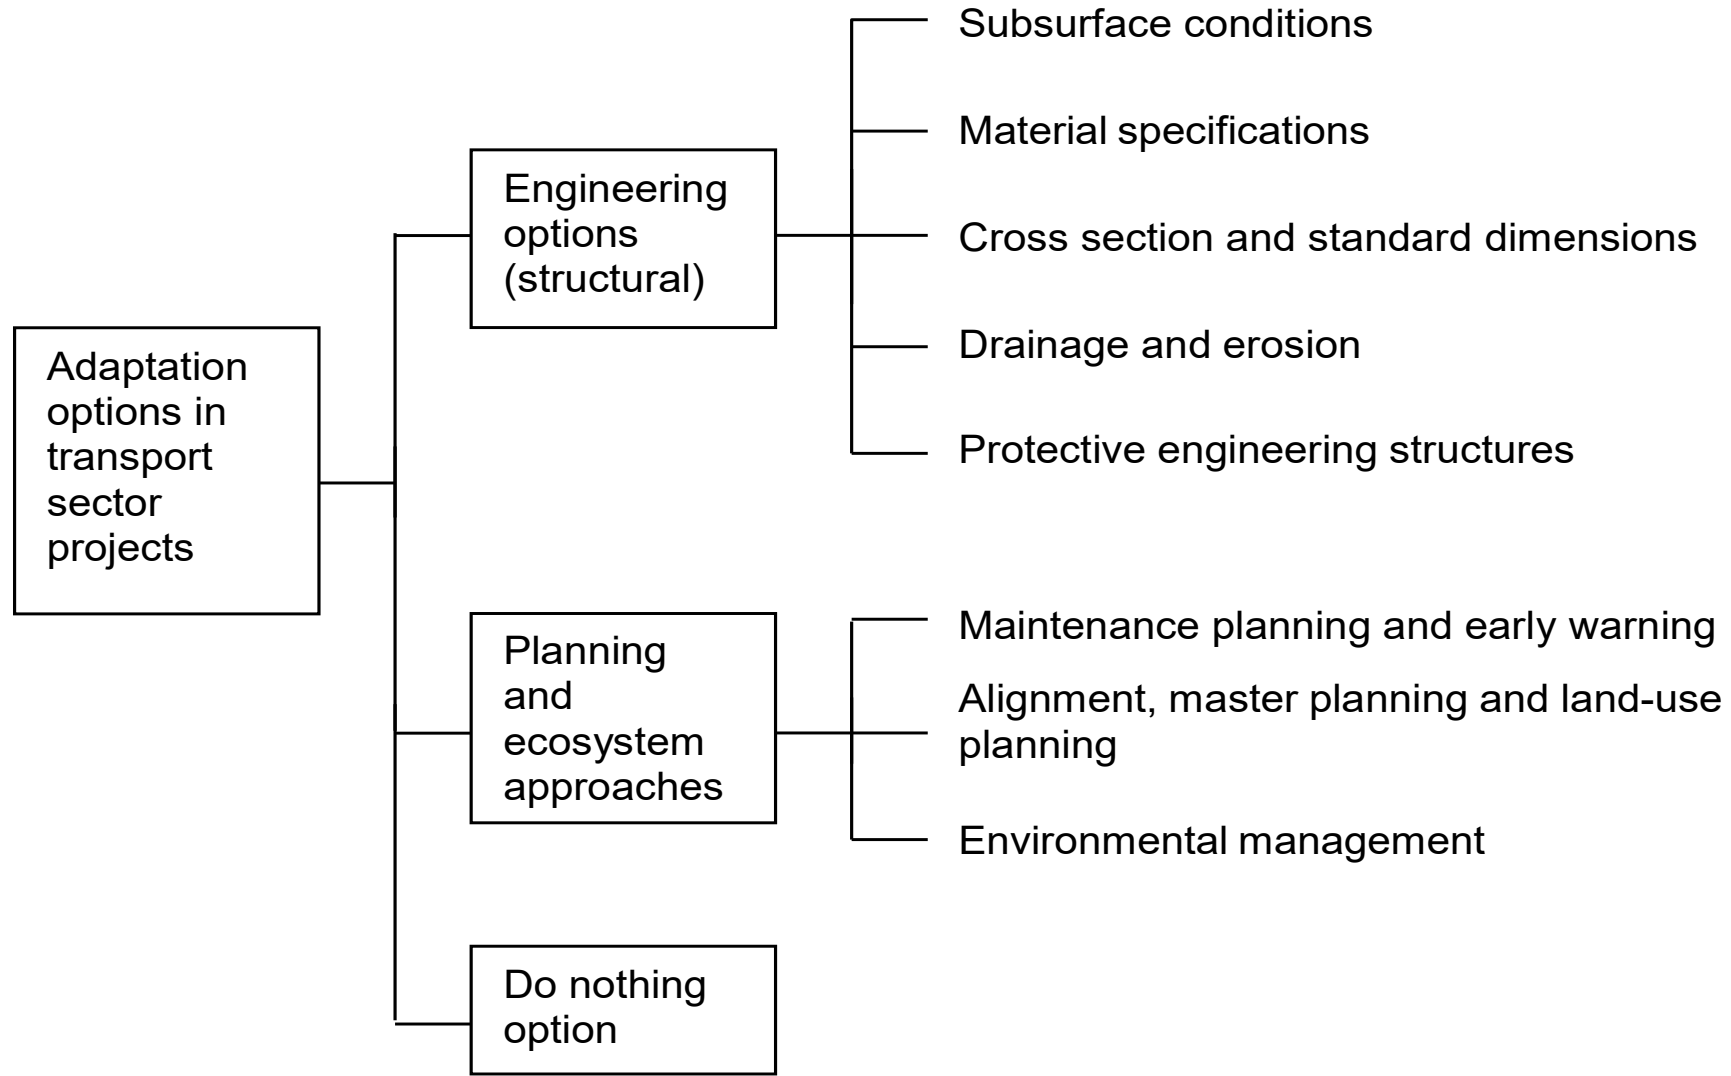 Adaptation
options in
transport
sector
projects
Engineering
options
(structural)
Subsurface conditions
Material specifications
Cross section and standard dimensions
Drainage and erosion
Protective engineering structures
Planning
and
ecosystem
approaches
Maintenance planning and early warning
Alignment, master planning and land-use
planning
Environmental management
Do nothing
option